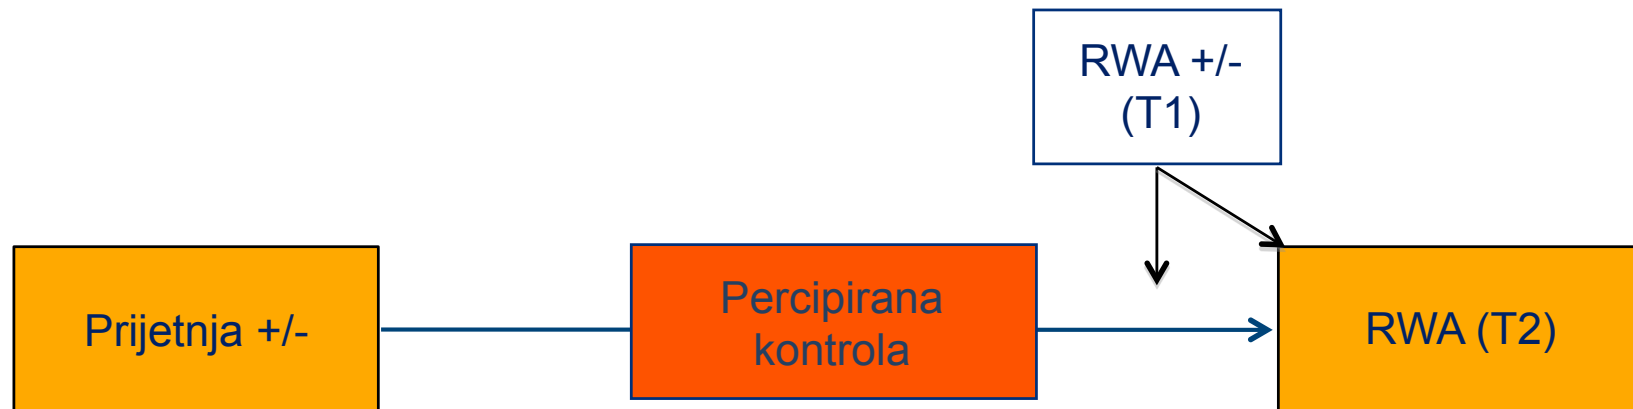 RWA +/-
(T1)
Prijetnja +/-
Percipirana
kontrola
RWA (T2)